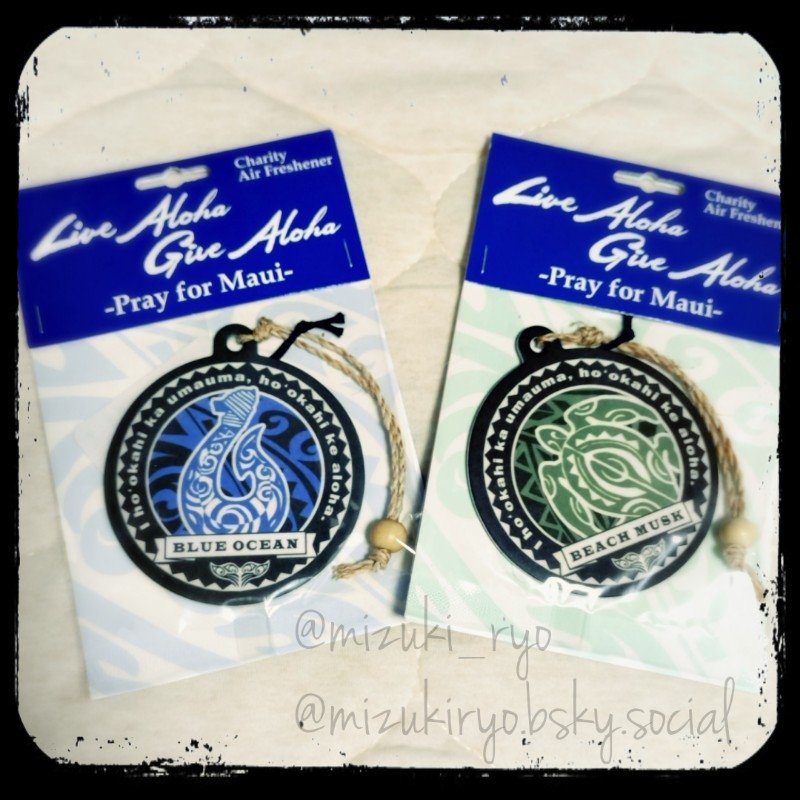 Charity
Air Freshener
Live Aloha
Give Aloha
-Pray for Maui-
I ho'okahi ka umauma, ho'okahi ke aloha.
BLUE OCEAN
Charity
Air Freshen
Live Aloha
Give Aloha
-Pray for Maui-
I ho'okahi ka umauma, ho'okahi ke aloha.
BEACH MUSK
@mizuki_ryo
@mizukiryo.bsky.social